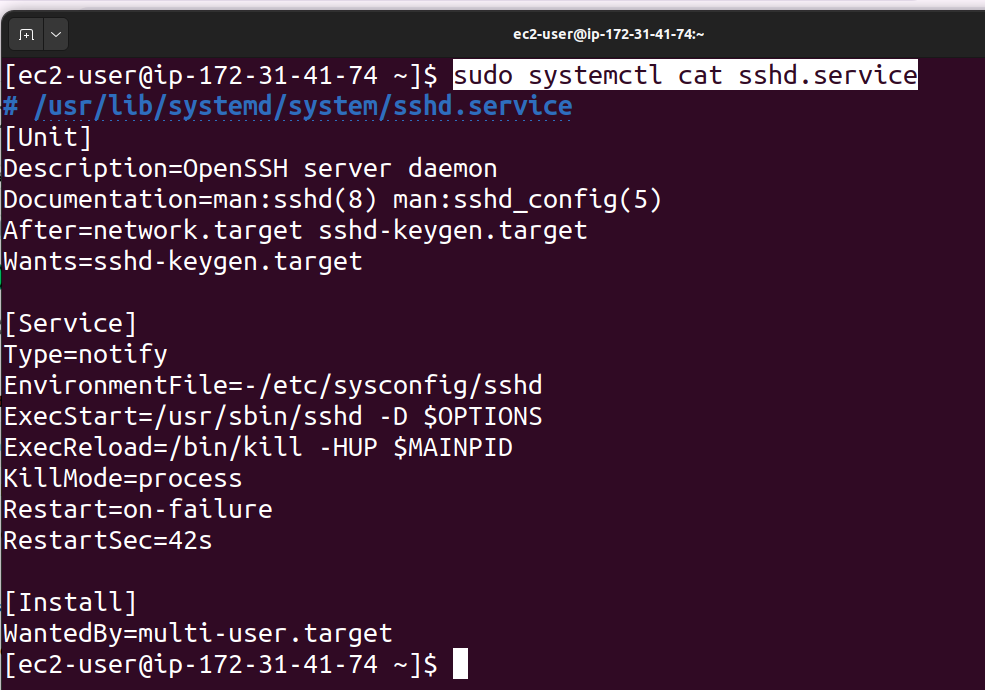 ec2-user@ip-172-31-41-74:~
[ec2-user@ip-172-31-41-74 ~]$ sudo systemctl cat sshd.service
# /usr/lib/systemd/system/sshd.service
[Unit]
Description=OpenSSH server daemon
Documentation=man:sshd(8) man:sshd_config(5)
After=network.target sshd-keygen.target
Wants=sshd-keygen.target

[Service]
Type=notify
EnvironmentFile=-/etc/sysconfig/sshd
ExecStart=/usr/sbin/sshd -D $OPTIONS
ExecReload=/bin/kill -HUP $MAINPID
KillMode=process
Restart=on-failure
RestartSec=42s

[Install]
WantedBy=multi-user.target
[ec2-user@ip-172-31-41-74 ~]$